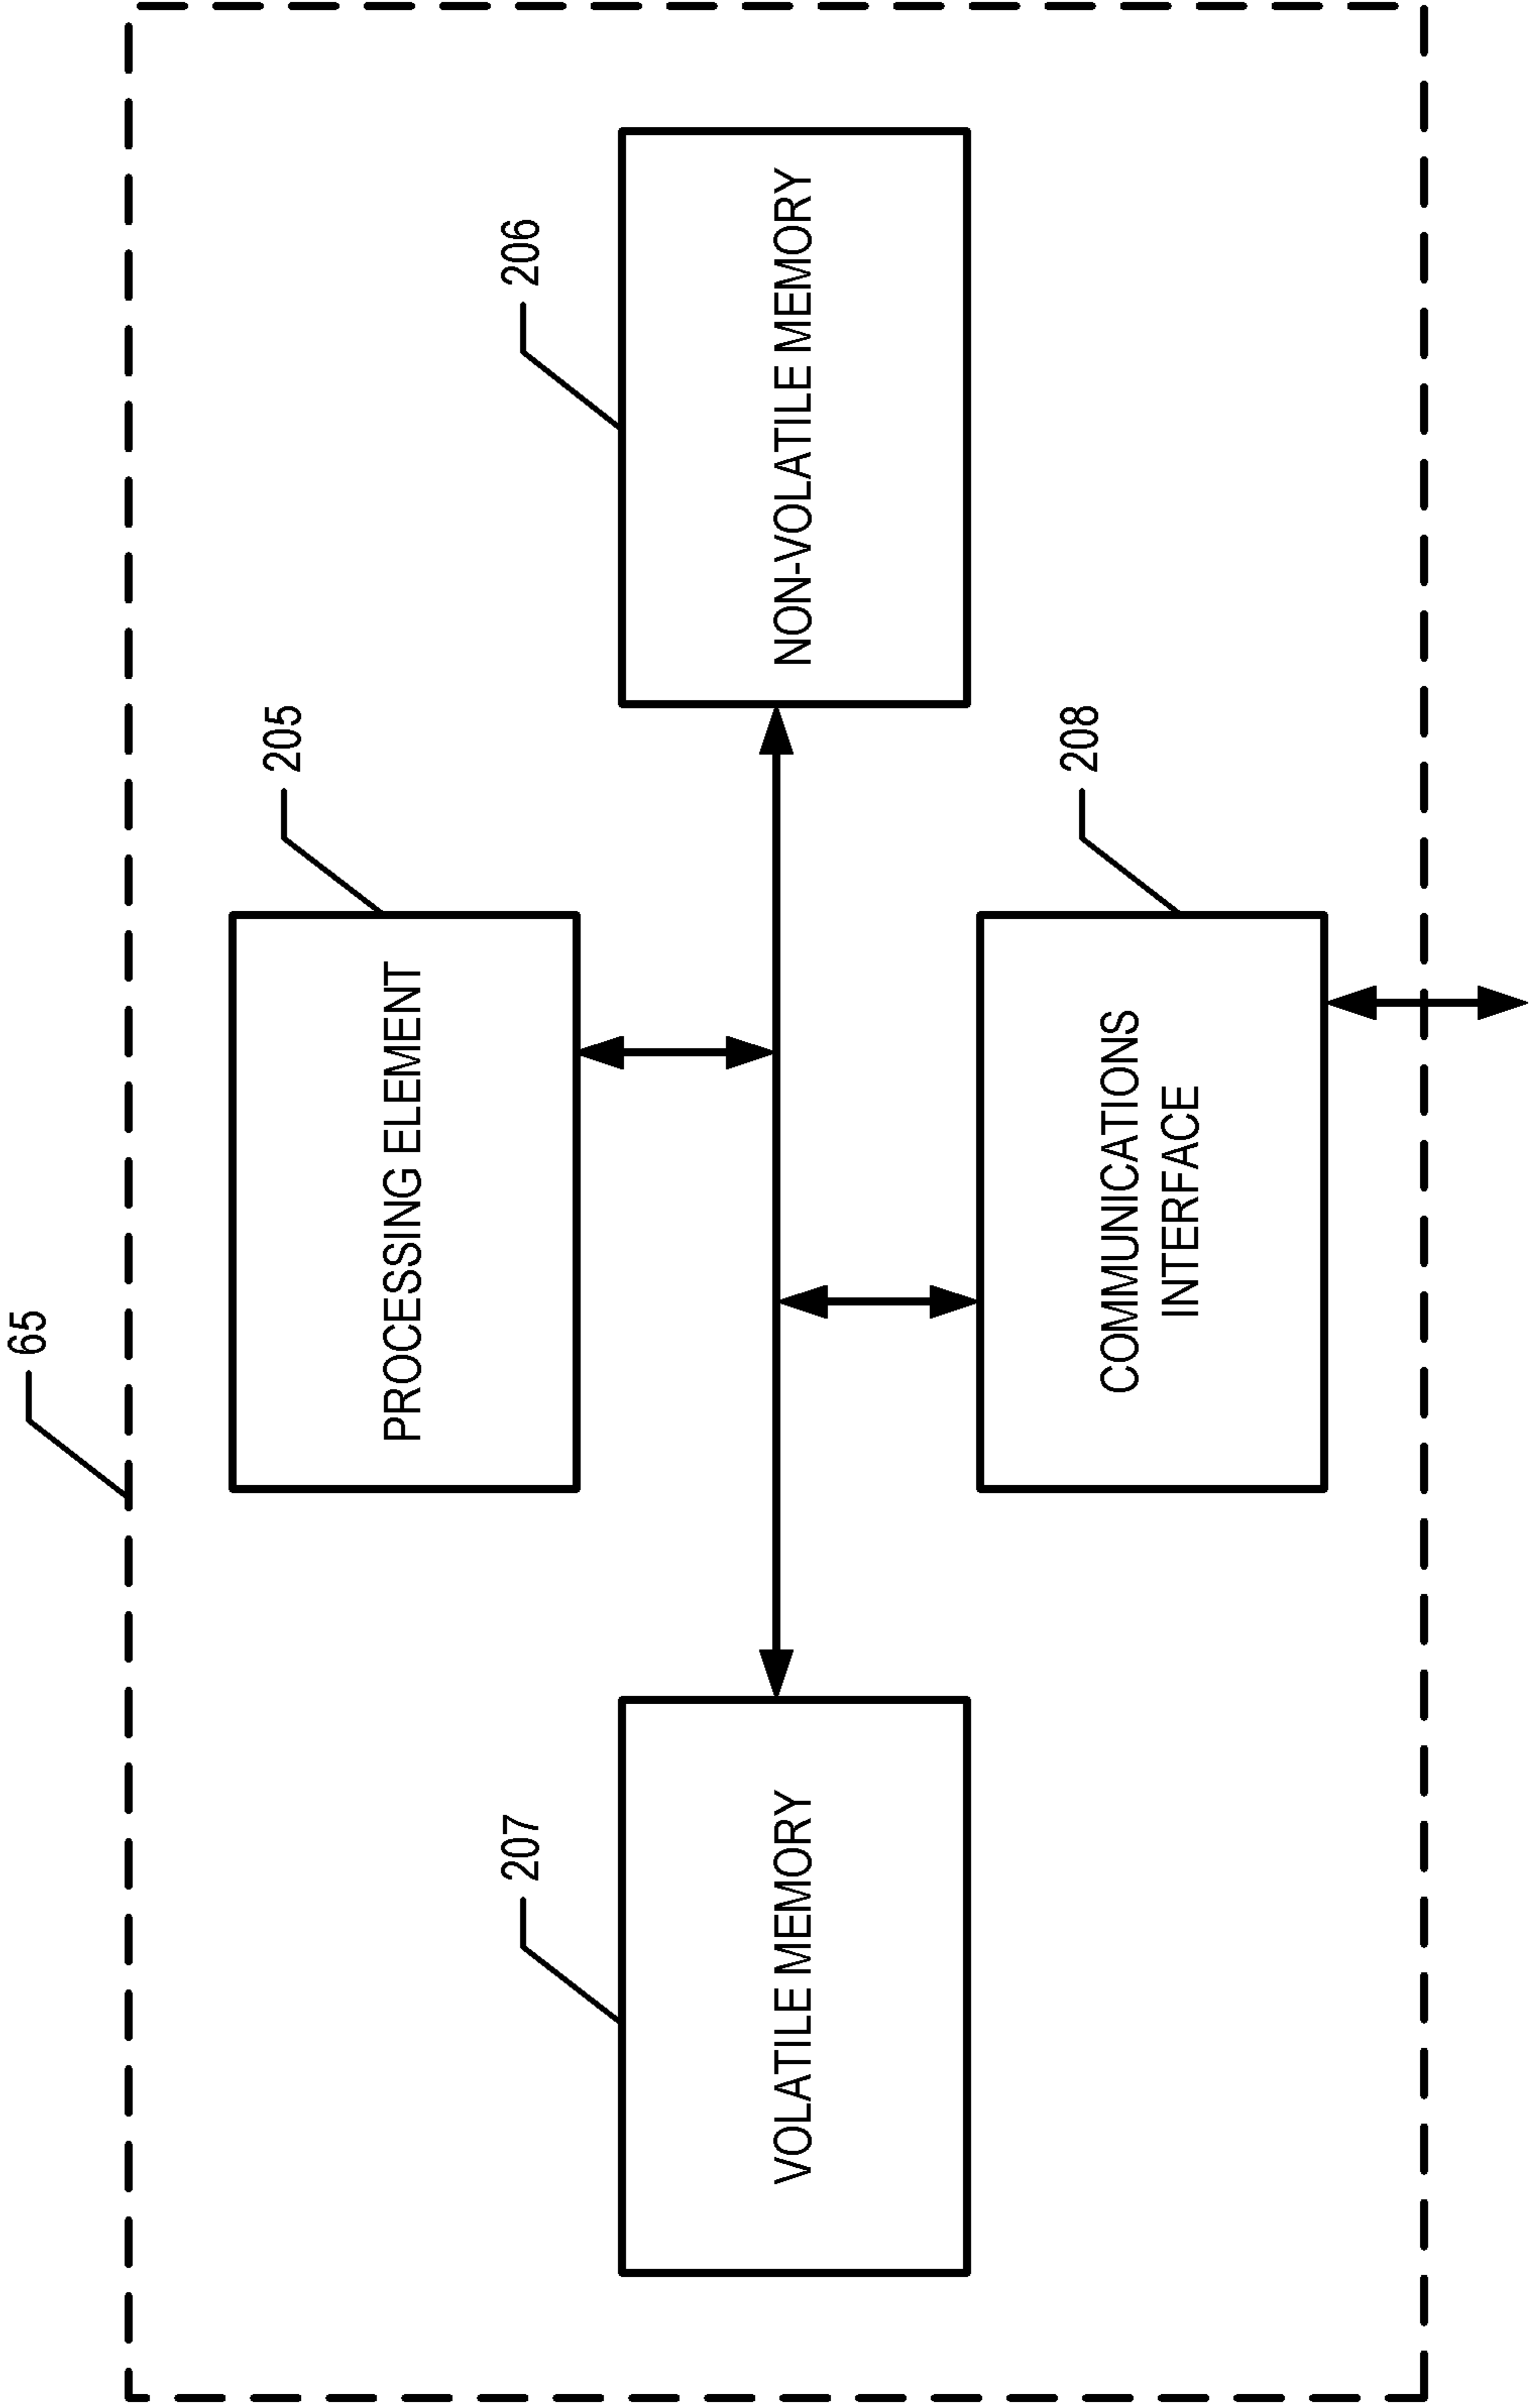 65
205
PROCESSING ELEMENT
207
VOLATILE MEMORY
206
NON-VOLATILE MEMORY
208
COMMUNICATIONS
INTERFACE